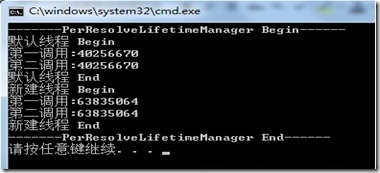 C:\windows\system32\cmd.exe
-------PerResolveLifetimeManager Begin------
默认线程 Begin
第一调用:40256670
第二调用:40256670
默认线程 End
新建线程 Begin
第一调用:63835064
第二调用:63835064
新建线程 End
-------PerResolveLifetimeManager End------
请按任意键继续. . .